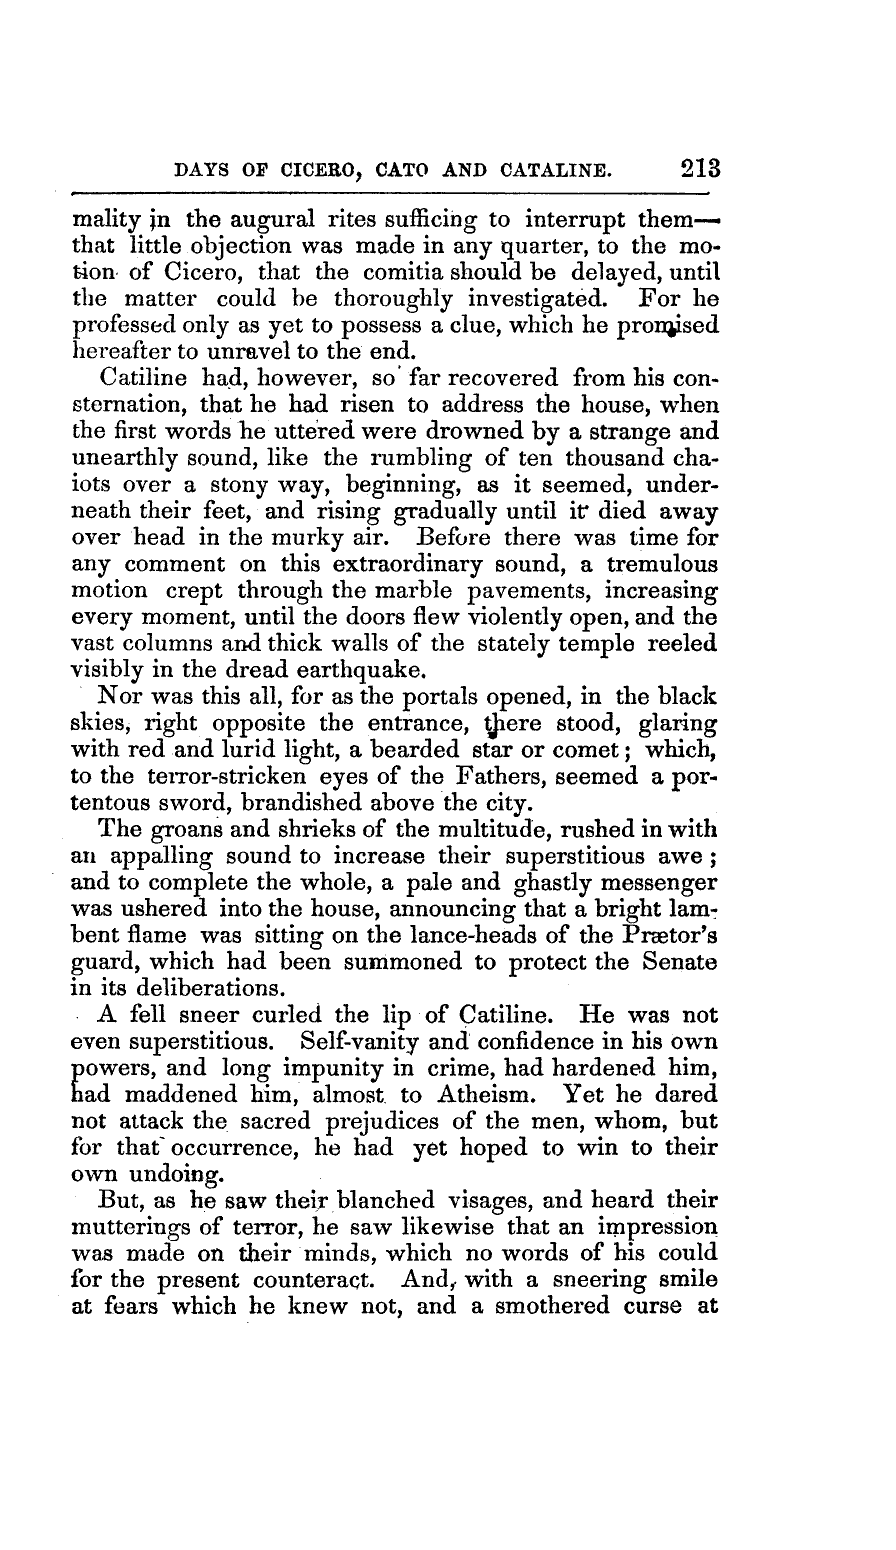 DAYS OF CICERO, CATO AND CATALINE. 213
mality in the augural rites sufficing to interrupt them—
that little objection was made in any quarter, to the mo-
tion of Cicero, that the comitia should be delayed, until
the matter could be thoroughly investigated. For he
professed only as yet to possess a clue, which he promised
hereafter to unravel to the end.
Catiline had, however, so far recovered from his con-
sternation, that he had risen to address the house, when
the first words he uttered were drowned by a strange and
unearthly sound, like the rumbling of ten thousand cha-
iots over a stony way, beginning, as it seemed, under-
neath their feet, and rising gradually until it died away
over head in the murky air. Before there was time for
any comment on this extraordinary sound, a tremulous
motion crept through the marble pavements, increasing
every moment, until the doors flew violently open, and the
vast columns and thick walls of the stately temple reeled
visibly in the dread earthquake.
Nor was this all, for as the portals opened, in the black
skies, right opposite the entrance, there stood, glaring
with red and lurid light, a bearded star or comet; which,
to the terror-stricken eyes of the Fathers, seemed a por-
tentous sword, brandished above the city.
The groans and shrieks of the multitude, rushed in with
an appalling sound to increase their superstitious awe;
and to complete the whole, a pale and ghastly messenger
was ushered into the house, announcing that a bright lam-
bent flame was sitting on the lance-heads of the Prætor's
guard, which had been summoned to protect the Senate
in its deliberations.
A fell sneer curled the lip of Catiline. He was not
even superstitious. Self-vanity and confidence in his own
powers, and long impunity in crime, had hardened him,
had maddened him, almost to Atheism. Yet he dared
not attack the sacred prejudices of the men, whom, but
for that occurrence, he had yet hoped to win to their
own undoing.
But, as he saw their blanched visages, and heard their
mutterings of terror, he saw likewise that an impression
was made on their minds, which no words of his could
for the present counteract. And, with a sneering smile
at fears which he knew not, and a smothered curse at